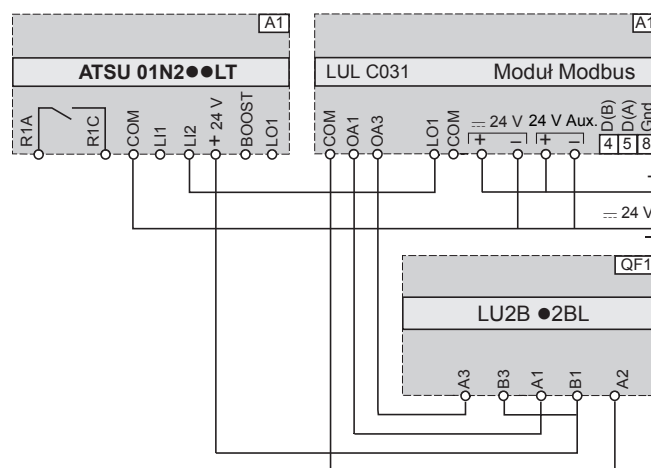 A1
ATSU 01N2●●LT
R1A
R1C
COM
LI1
LI2
+ 24 V
BOOST
LO1
A1
LUL C031 Moduł Modbus
COM
OA1
OA3
LO1
COM
24 V
24 V Aux.
D(B)
D(A)
Gnd
+ − + −
4 5 8
24 V
−
QF1
LU2B ●2BL
A3
B3
A1
B1
A2